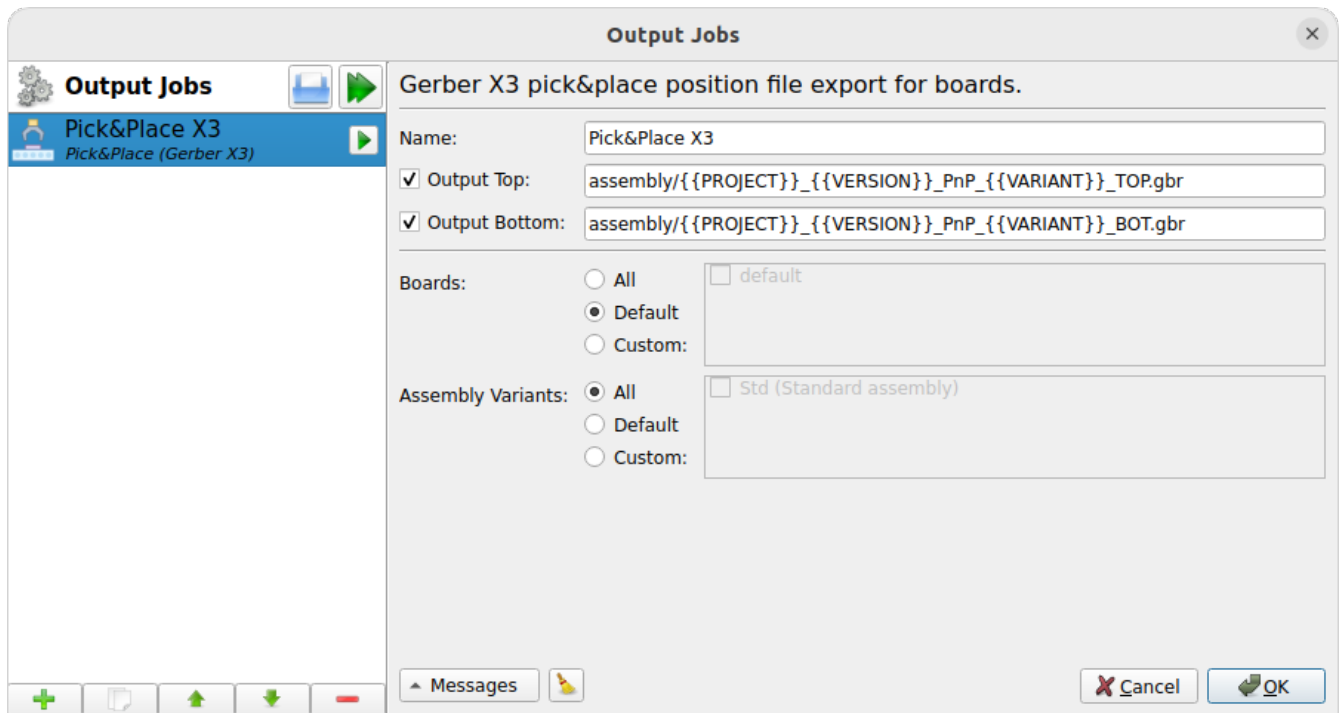 Output Jobs
Output Jobs
Pick&Place X3
Pick&Place (Gerber X3)
Gerber X3 pick&place position file export for boards.
Name: Pick&Place X3
Output Top: assembly/{{PROJECT}}_{{VERSION}}_PnP_{{VARIANT}}_TOP.gbr
Output Bottom: assembly/{{PROJECT}}_{{VERSION}}_PnP_{{VARIANT}}_BOT.gbr
Boards: All default
Default
Custom:
Assembly Variants: All Std (Standard assembly)
Default
Custom:
Messages Cancel OK